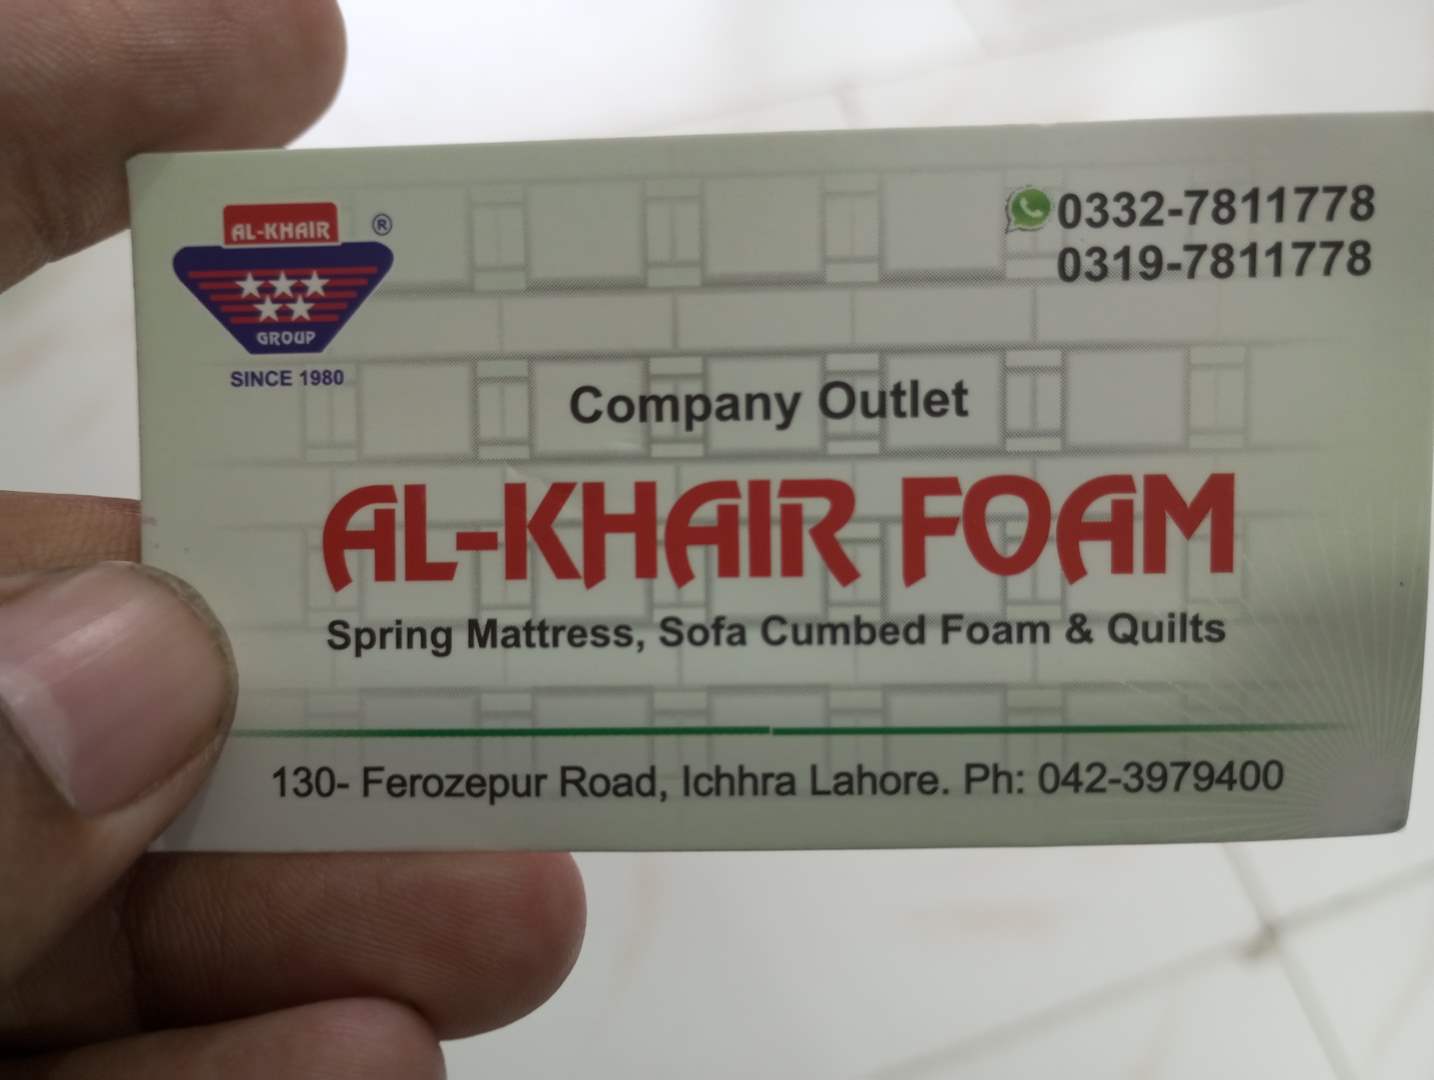 AL-KHAIR ®
GROUP
SINCE 1980
0332-7811778
0319-7811778
Company Outlet
AL-KHAIR FOAM
Spring Mattress, Sofa Cumbed Foam & Quilts
130- Ferozepur Road, Ichhra Lahore. Ph: 042-3979400